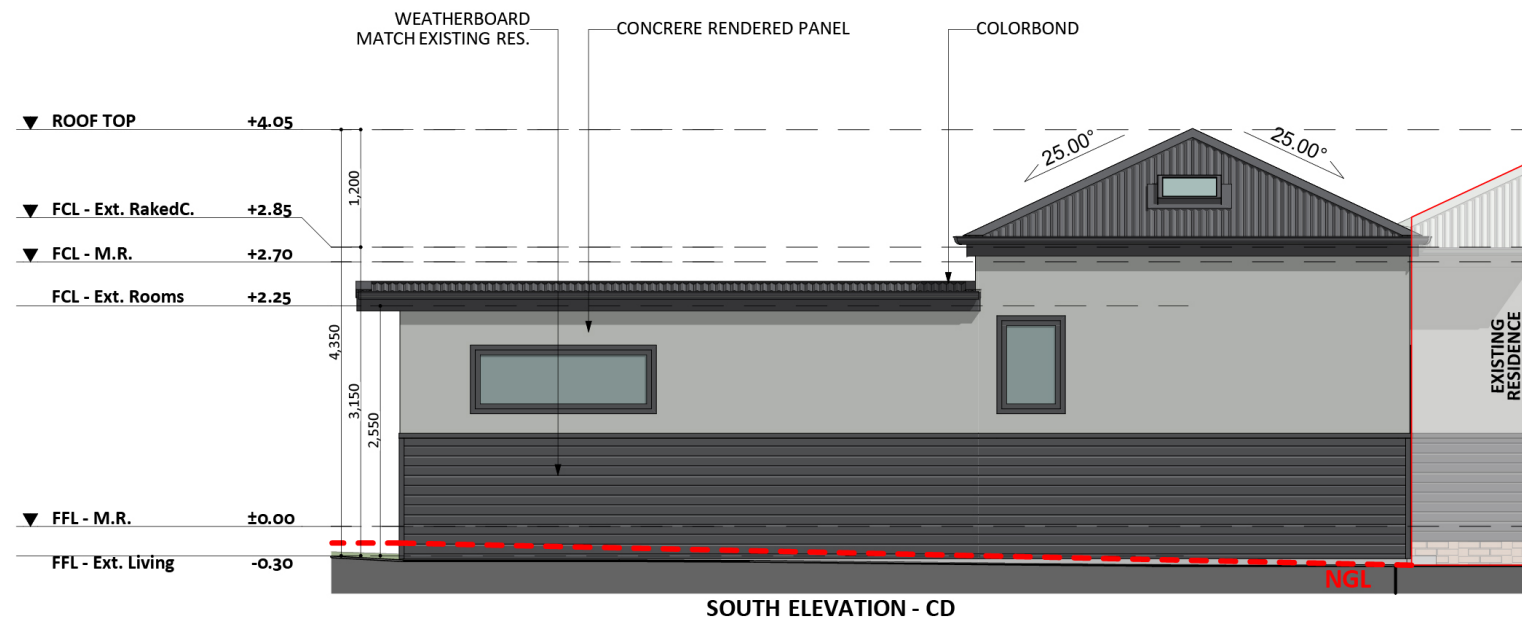 WEATHERBOARD
MATCH EXISTING RES.
CONCRERE RENDERED PANEL
COLORBOND
ROOF TOP +4.05
25.00°
25.00°
1,200
FCL - Ext. RakedC. +2.85
FCL - M.R. +2.70
FCL - Ext. Rooms +2.25
4,350
3,150
2,550
EXISTING
RESIDENCE
FFL - M.R. ±0.00
FFL - Ext. Living -0.30
NGL
SOUTH ELEVATION - CD